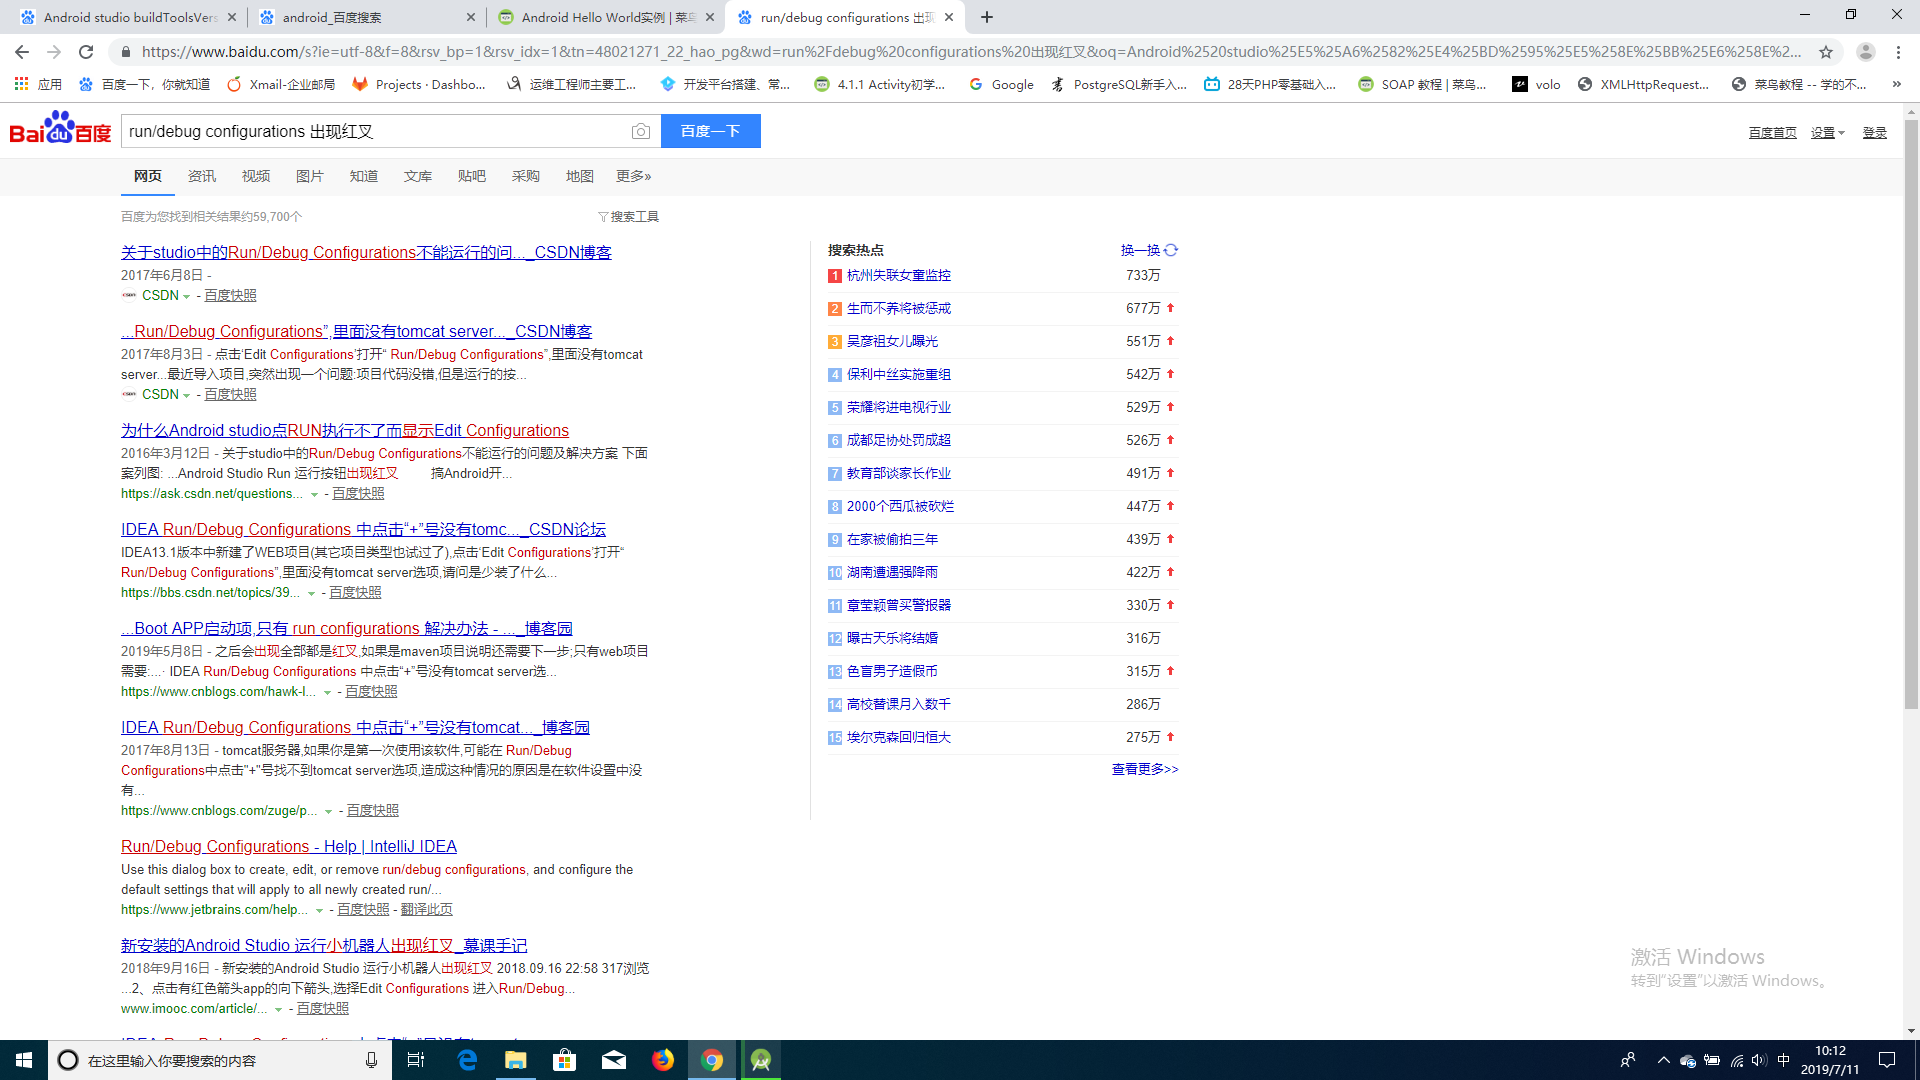 Android studio buildToolsVers
android_百度搜索
Android Hello World实例 | 菜鸟
run/debug configurations 出现
https://www.baidu.com/s?ie=utf-8&f=8&rsv_bp=1&rsv_idx=1&tn=48021271_22_hao_pg&wd=run%2Fdebug%20configurations%20出现红叉&oq=Android%2520studio%25E5%25A6%2582%25E4%25BD%2595%25E5%258E%25BB%25E6%258E%2...
应用
百度一下，你就知道
Xmail-企业邮局
Projects · Dashbo...
运维工程师主要工...
开发平台搭建、常...
4.1.1 Activity初学...
Google
PostgreSQL新手入...
28天PHP零基础入...
SOAP 教程 | 菜鸟...
volo
XMLHttpRequest...
菜鸟教程 -- 学的不...
»
Bai du 百度
run/debug configurations 出现红叉
百度一下
百度首页
设置
登录
网页
资讯
视频
图片
知道
文库
贴吧
采购
地图
更多»
百度为您找到相关结果约59,700个
搜索工具
关于studio中的Run/Debug Configurations不能运行的问..._CSDN博客
2017年6月8日 -
CSDN - 百度快照
...Run/Debug Configurations”,里面没有tomcat server..._CSDN博客
2017年8月3日 - 点击‘Edit Configurations’打开“ Run/Debug Configurations”,里面没有tomcat
server...最近导入项目,突然出现一个问题:项目代码没错,但是运行的按...
CSDN - 百度快照
为什么Android studio点RUN执行不了而显示Edit Configurations
2016年3月12日 - 关于studio中的Run/Debug Configurations不能运行的问题及解决方案 下面
案列图: ...Android Studio Run 运行按钮出现红叉 搞Android开...
https://ask.csdn.net/questions... - 百度快照
IDEA Run/Debug Configurations 中点击“+”号没有tomc..._CSDN论坛
IDEA13.1版本中新建了WEB项目(其它项目类型也试过了),点击‘Edit Configurations’打开“
Run/Debug Configurations”,里面没有tomcat server选项,请问是少装了什么...
https://bbs.csdn.net/topics/39... - 百度快照
...Boot APP启动项,只有 run configurations 解决办法 - ..._博客园
2019年5月8日 - 之后会出现全部都是红叉,如果是maven项目说明还需要下一步;只有web项目
需要:...· IDEA Run/Debug Configurations 中点击“+”号没有tomcat server选...
https://www.cnblogs.com/hawk-l... - 百度快照
IDEA Run/Debug Configurations 中点击“+”号没有tomcat..._博客园
2017年8月13日 - tomcat服务器,如果你是第一次使用该软件,可能在 Run/Debug
Configurations中点击"+"号找不到tomcat server选项,造成这种情况的原因是在软件设置中没
有...
https://www.cnblogs.com/zuge/p... - 百度快照
Run/Debug Configurations - Help | IntelliJ IDEA
Use this dialog box to create, edit, or remove run/debug configurations, and configure the
default settings that will apply to all newly created run/...
https://www.jetbrains.com/help... - 百度快照 - 翻译此页
新安装的Android Studio 运行小机器人出现红叉_慕课手记
2018年9月16日 - 新安装的Android Studio 运行小机器人出现红叉 2018.09.16 22:58 317浏览
...2、点击有红色箭头app的向下箭头,选择Edit Configurations 进入Run/Debug...
www.imooc.com/article/... - 百度快照
搜索热点
换一换
1 杭州失联女童监控 733万
2 生而不养将被惩戒 677万
3 吴彦祖女儿曝光 551万
4 保利中丝实施重组 542万
5 荣耀将进电视行业 529万
6 成都足协处罚成超 526万
7 教育部谈家长作业 491万
8 2000个西瓜被砍烂 447万
9 在家被偷拍三年 439万
10 湖南遭遇强降雨 422万
11 章莹颖曾买警报器 330万
12 曝古天乐将结婚 316万
13 色盲男子造假币 315万
14 高校替课月入数千 286万
15 埃尔克森回归恒大 275万
查看更多>>
激活 Windows
转到“设置”以激活 Windows。
在这里输入你要搜索的内容
中
10:12
2019/7/11